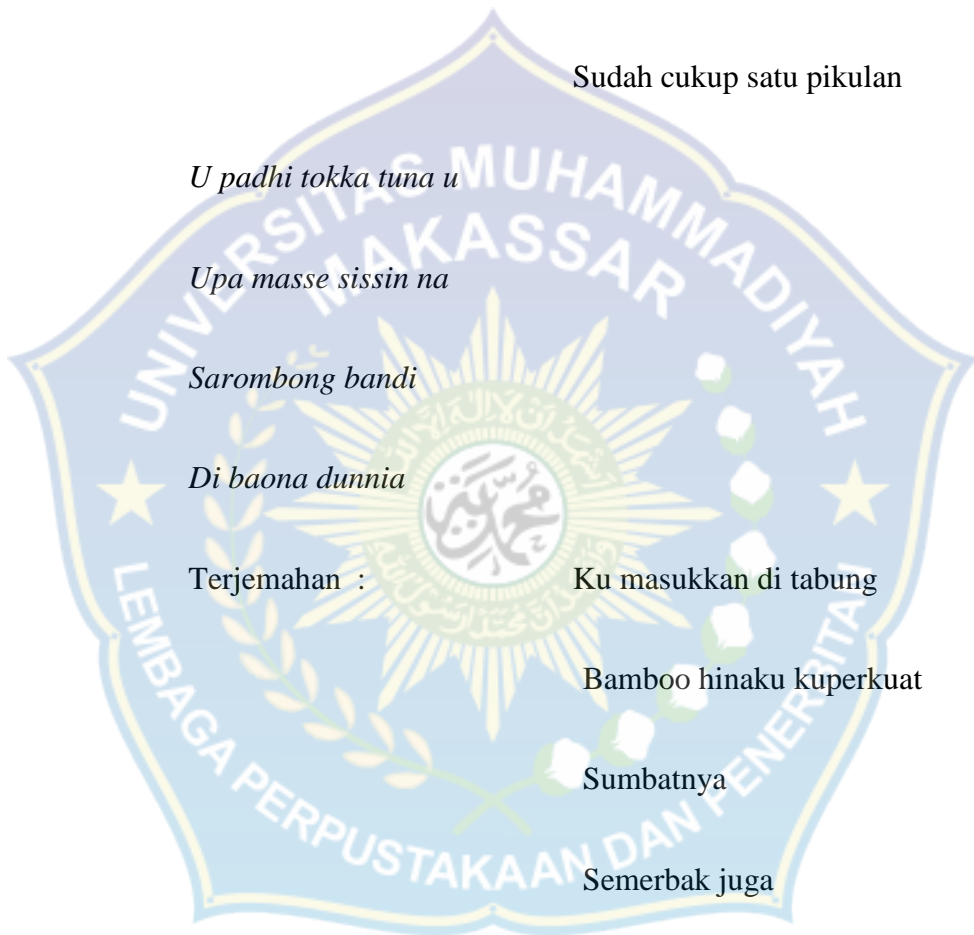 Sudah cukup satu pikulan
U padhi tokka tuna u
Upa masse sissin na
Sarombong bandi
Di baona dunnia
Terjemahan : Ku masukkan di tabung
Bamboo hinaku kuperkuat
Sumbatnya
Semerbak juga
UNIVERSITAS MUHAMMADIYAH
MAKASSAR
LEMBAGA PERPUSTAKAAN DAN PENERBITAN